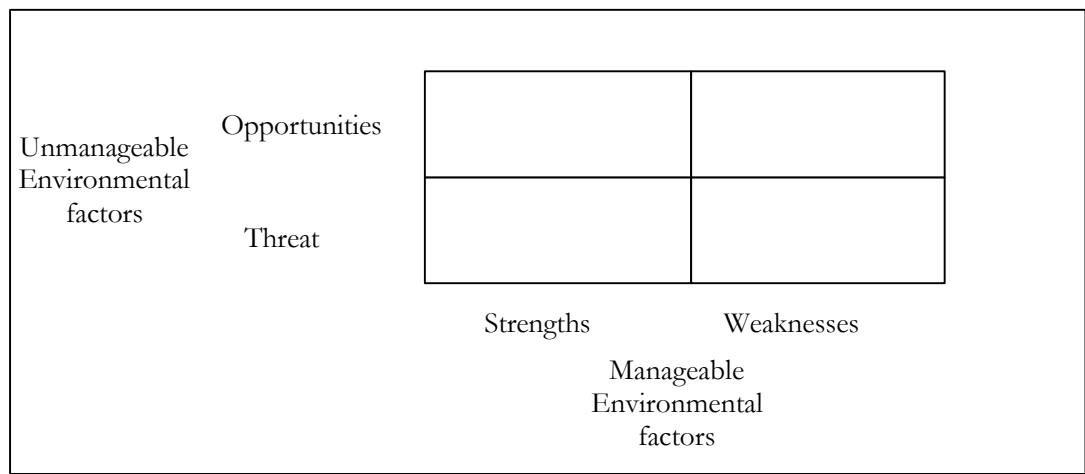 Opportunities
Unmanageable
Environmental
factors
Threat
Strengths
Weaknesses
Manageable
Environmental
factors